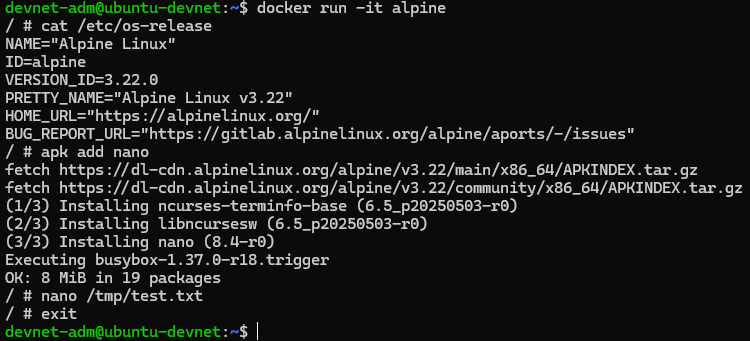 devnet-adm@ubuntu-devnet:~$ docker run -it alpine
/ # cat /etc/os-release
NAME="Alpine Linux"
ID=alpine
VERSION_ID=3.22.0
PRETTY_NAME="Alpine Linux v3.22"
HOME_URL="https://alpinelinux.org/"
BUG_REPORT_URL="https://gitlab.alpinelinux.org/alpine/aports/-/issues"
/ # apk add nano
fetch https://dl-cdn.alpinelinux.org/alpine/v3.22/main/x86_64/APKINDEX.tar.gz
fetch https://dl-cdn.alpinelinux.org/alpine/v3.22/community/x86_64/APKINDEX.tar.gz
(1/3) Installing ncurses-terminfo-base (6.5_p20250503-r0)
(2/3) Installing libncursesw (6.5_p20250503-r0)
(3/3) Installing nano (8.4-r0)
Executing busybox-1.37.0-r18.trigger
OK: 8 MiB in 19 packages
/ # nano /tmp/test.txt
/ # exit
devnet-adm@ubuntu-devnet:~$